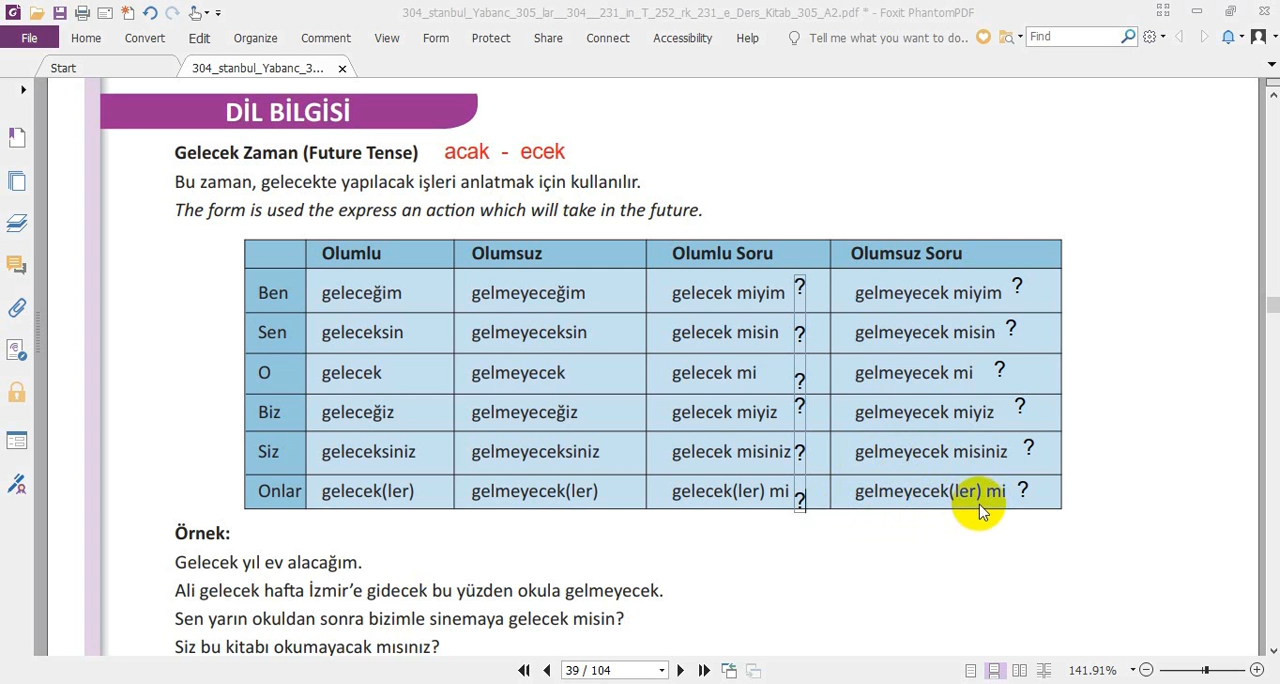 304_stanbul_Yabanc_305_lar__304__231_in_T_252_rk_231_e_Ders_Kitab_305_A2.pdf * - Foxit PhantomPDF
File Home Convert Edit Organize Comment View Form Protect Share Connect Accessibility Help Tell me what you want to do.. Find
Start 304_stanbul_Yabanc_3...
DİL BİLGİSİ
Gelecek Zaman (Future Tense) acak - ecek
Bu zaman, gelecekte yapılacak işleri anlatmak için kullanılır.
The form is used the express an action which will take in the future.
Olumlu Olumsuz Olumlu Soru Olumsuz Soru
Ben geleceğim gelmeyeceğim gelecek miyim ? gelmeyecek miyim ?
Sen geleceksin gelmeyeceksin gelecek misin ? gelmeyecek misin ?
O gelecek gelmeyecek gelecek mi ? gelmeyecek mi ?
Biz geleceğiz gelmeyeceğiz gelecek miyiz ? gelmeyecek miyiz ?
Siz geleceksiniz gelmeyeceksiniz gelecek misiniz ? gelmeyecek misiniz ?
Onlar gelecek(ler) gelmeyecek(ler) gelecek(ler) mi ? gelmeyecek(ler) mi ?
Örnek:
Gelecek yıl ev alacağım.
Ali gelecek hafta İzmir’e gidecek bu yüzden okula gelmeyecek.
Sen yarın okuldan sonra bizimle sinemaya gelecek misin?
Siz bu kitabı okumayacak mısınız?
39 / 104 141.91%